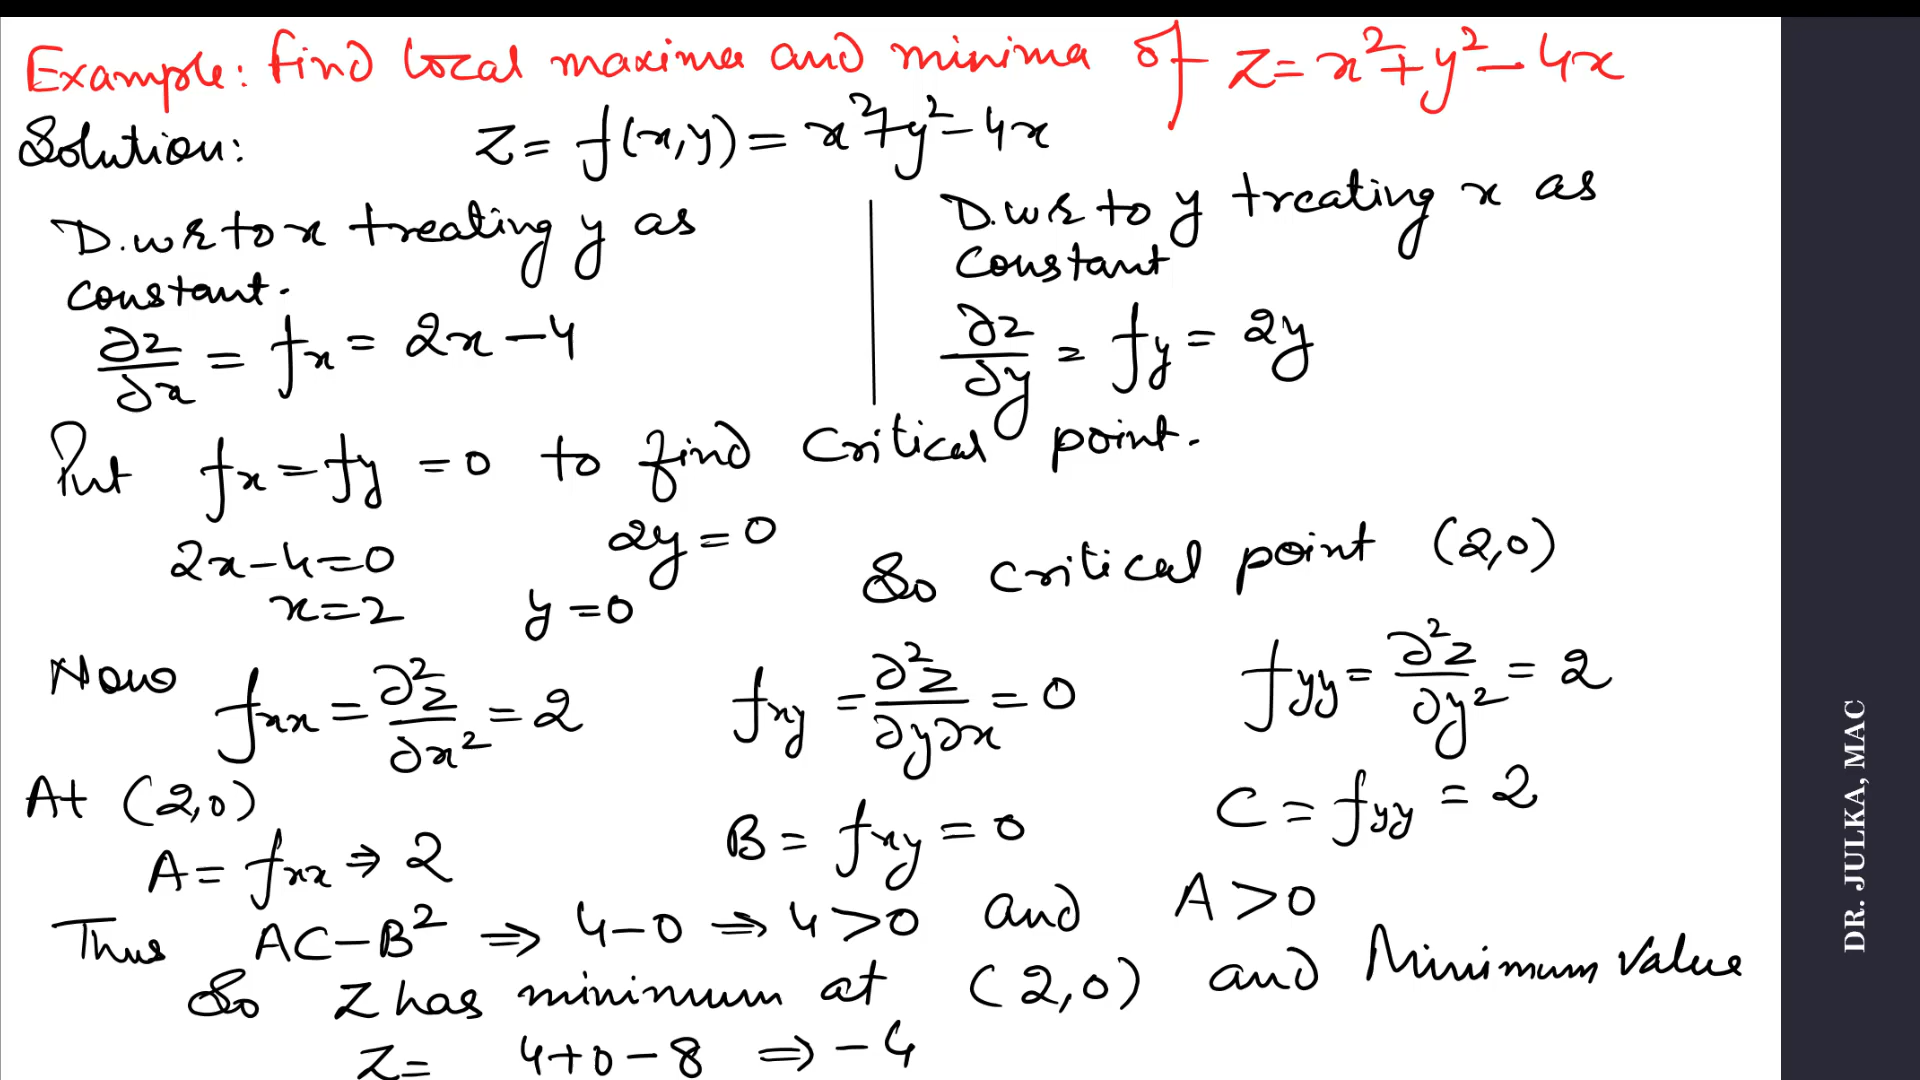 Example: find local maxima and minima of z = x² + y² - 4x
Solution: z = f(x,y) = x² + y² - 4x
D.w.r to x treating y as
constant.
∂z/∂x = fx = 2x - 4
D.w.r to y treating x as
constant
∂z/∂y = fy = 2y
Put fx = fy = 0 to find critical point.
2x - 4 = 0
x = 2
2y = 0
y = 0
So critical point (2,0)
Now fxx = ∂²z/∂x² = 2 fxy = ∂²z/∂y∂x = 0 fyy = ∂²z/∂y² = 2
At (2,0)
A = fxx ⇒ 2 B = fxy = 0 C = fyy = 2
Thus AC - B² ⇒ 4 - 0 ⇒ 4 > 0 and A > 0
So z has minimum at (2,0) and Minimum value
z = 4 + 0 - 8 ⇒ -4
DR. JULKA, MAC